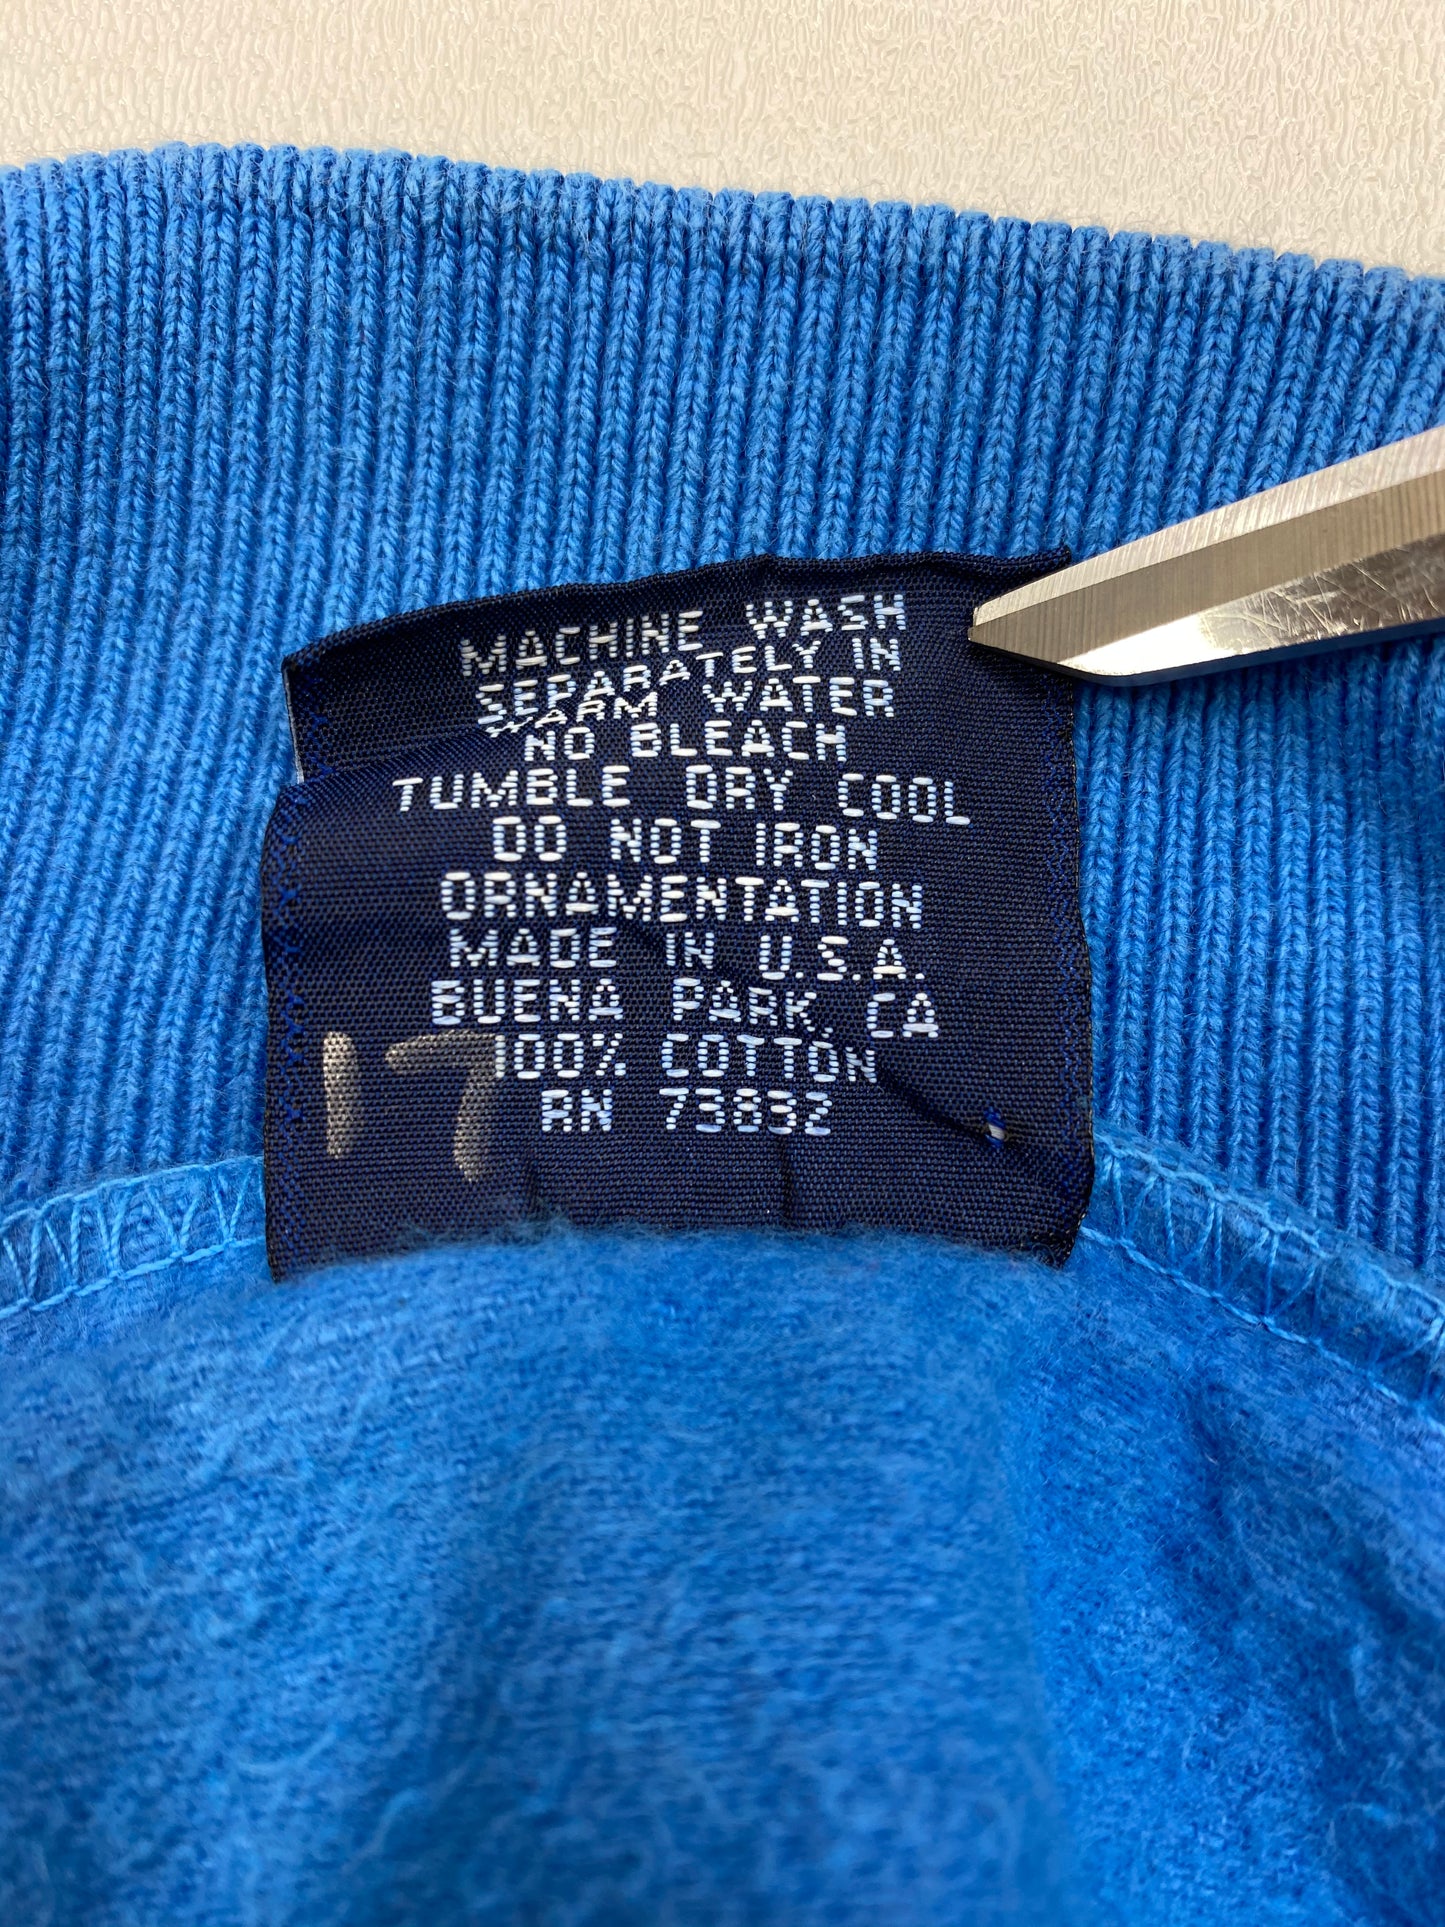 MACHINE WASH
SEPARATELY IN
WARM WATER
NO BLEACH
TUMBLE DRY COOL
DO NOT IRON
ORNAMENTATION
MADE IN U.S.A.
BUENA PARK, CA
100% COTTON
RN 73832
17